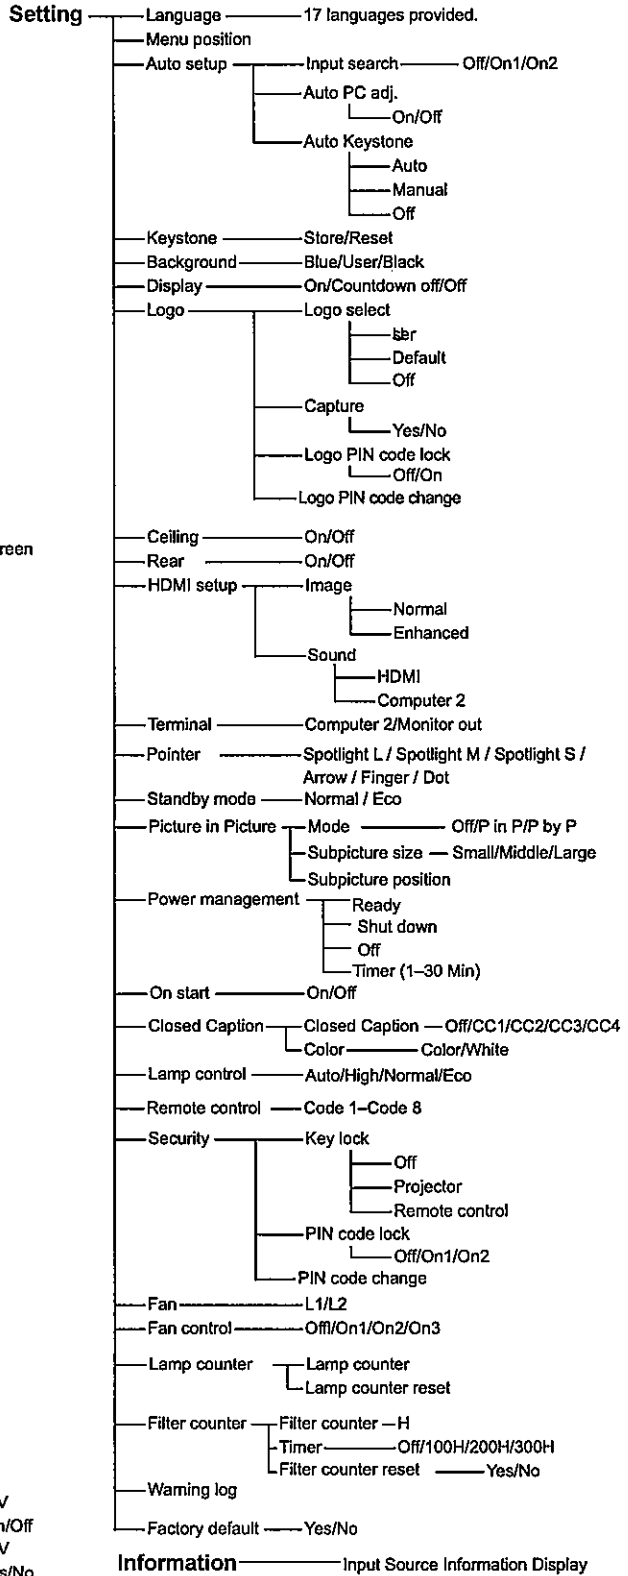 Setting Language 17 languages provided.
Menu position
Auto setup Input search Off/On1/On2
Auto PC adj.
On/Off
Auto Keystone
Auto
Manual
Off
Keystone Store/Reset
Background Blue/User/Black
Display On/Countdown off/Off
Logo Logo select
Default
Off
Capture
Yes/No
Logo PIN code lock
Off/On
Logo PIN code change
Ceiling On/Off
reen
Rear On/Off
HDMI setup Image
Normal
Enhanced
Sound
HDMI
Computer 2
Terminal Computer 2/Monitor out
Pointer Spotlight L / Spotlight M / Spotlight S /
Arrow / Finger / Dot
Standby mode Normal / Eco
Picture in Picture Mode Off/P in P/P by P
Subpicture size Small/Middle/Large
Subpicture position
Power management Ready
Shut down
Off
Timer (1–30 Min)
On start On/Off
Closed Caption Closed Caption Off/CC1/CC2/CC3/CC4
Color Color/White
Lamp control Auto/High/Normal/Eco
Remote control Code 1–Code 8
Security Key lock
Off
Projector
Remote control
PIN code lock
Off/On1/On2
PIN code change
Fan L1/L2
Fan control Offl/On1/On2/On3
Lamp counter Lamp counter
Lamp counter reset
Filter counter Filter counter – H
Timer Off/100H/200H/300H
Filter counter reset Yes/No
Warning log
V
n/Off
Factory default Yes/No
V
s/No
Information Input Source Information Display